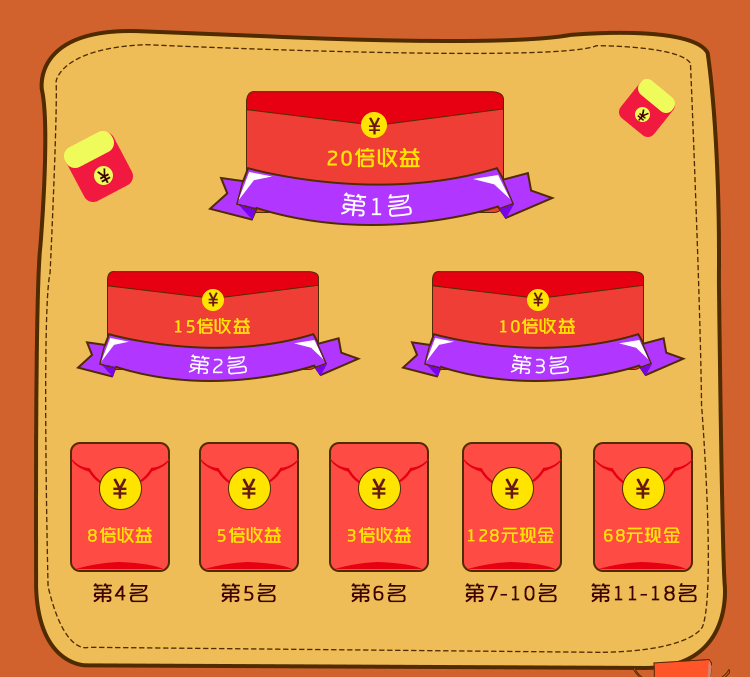 ¥
20倍收益
第1名
¥
15倍收益
第2名
¥
10倍收益
第3名
¥
8倍收益
第4名
¥
5倍收益
第5名
¥
3倍收益
第6名
¥
128元现金
第7-10名
¥
68元现金
第11-18名
¥
¥